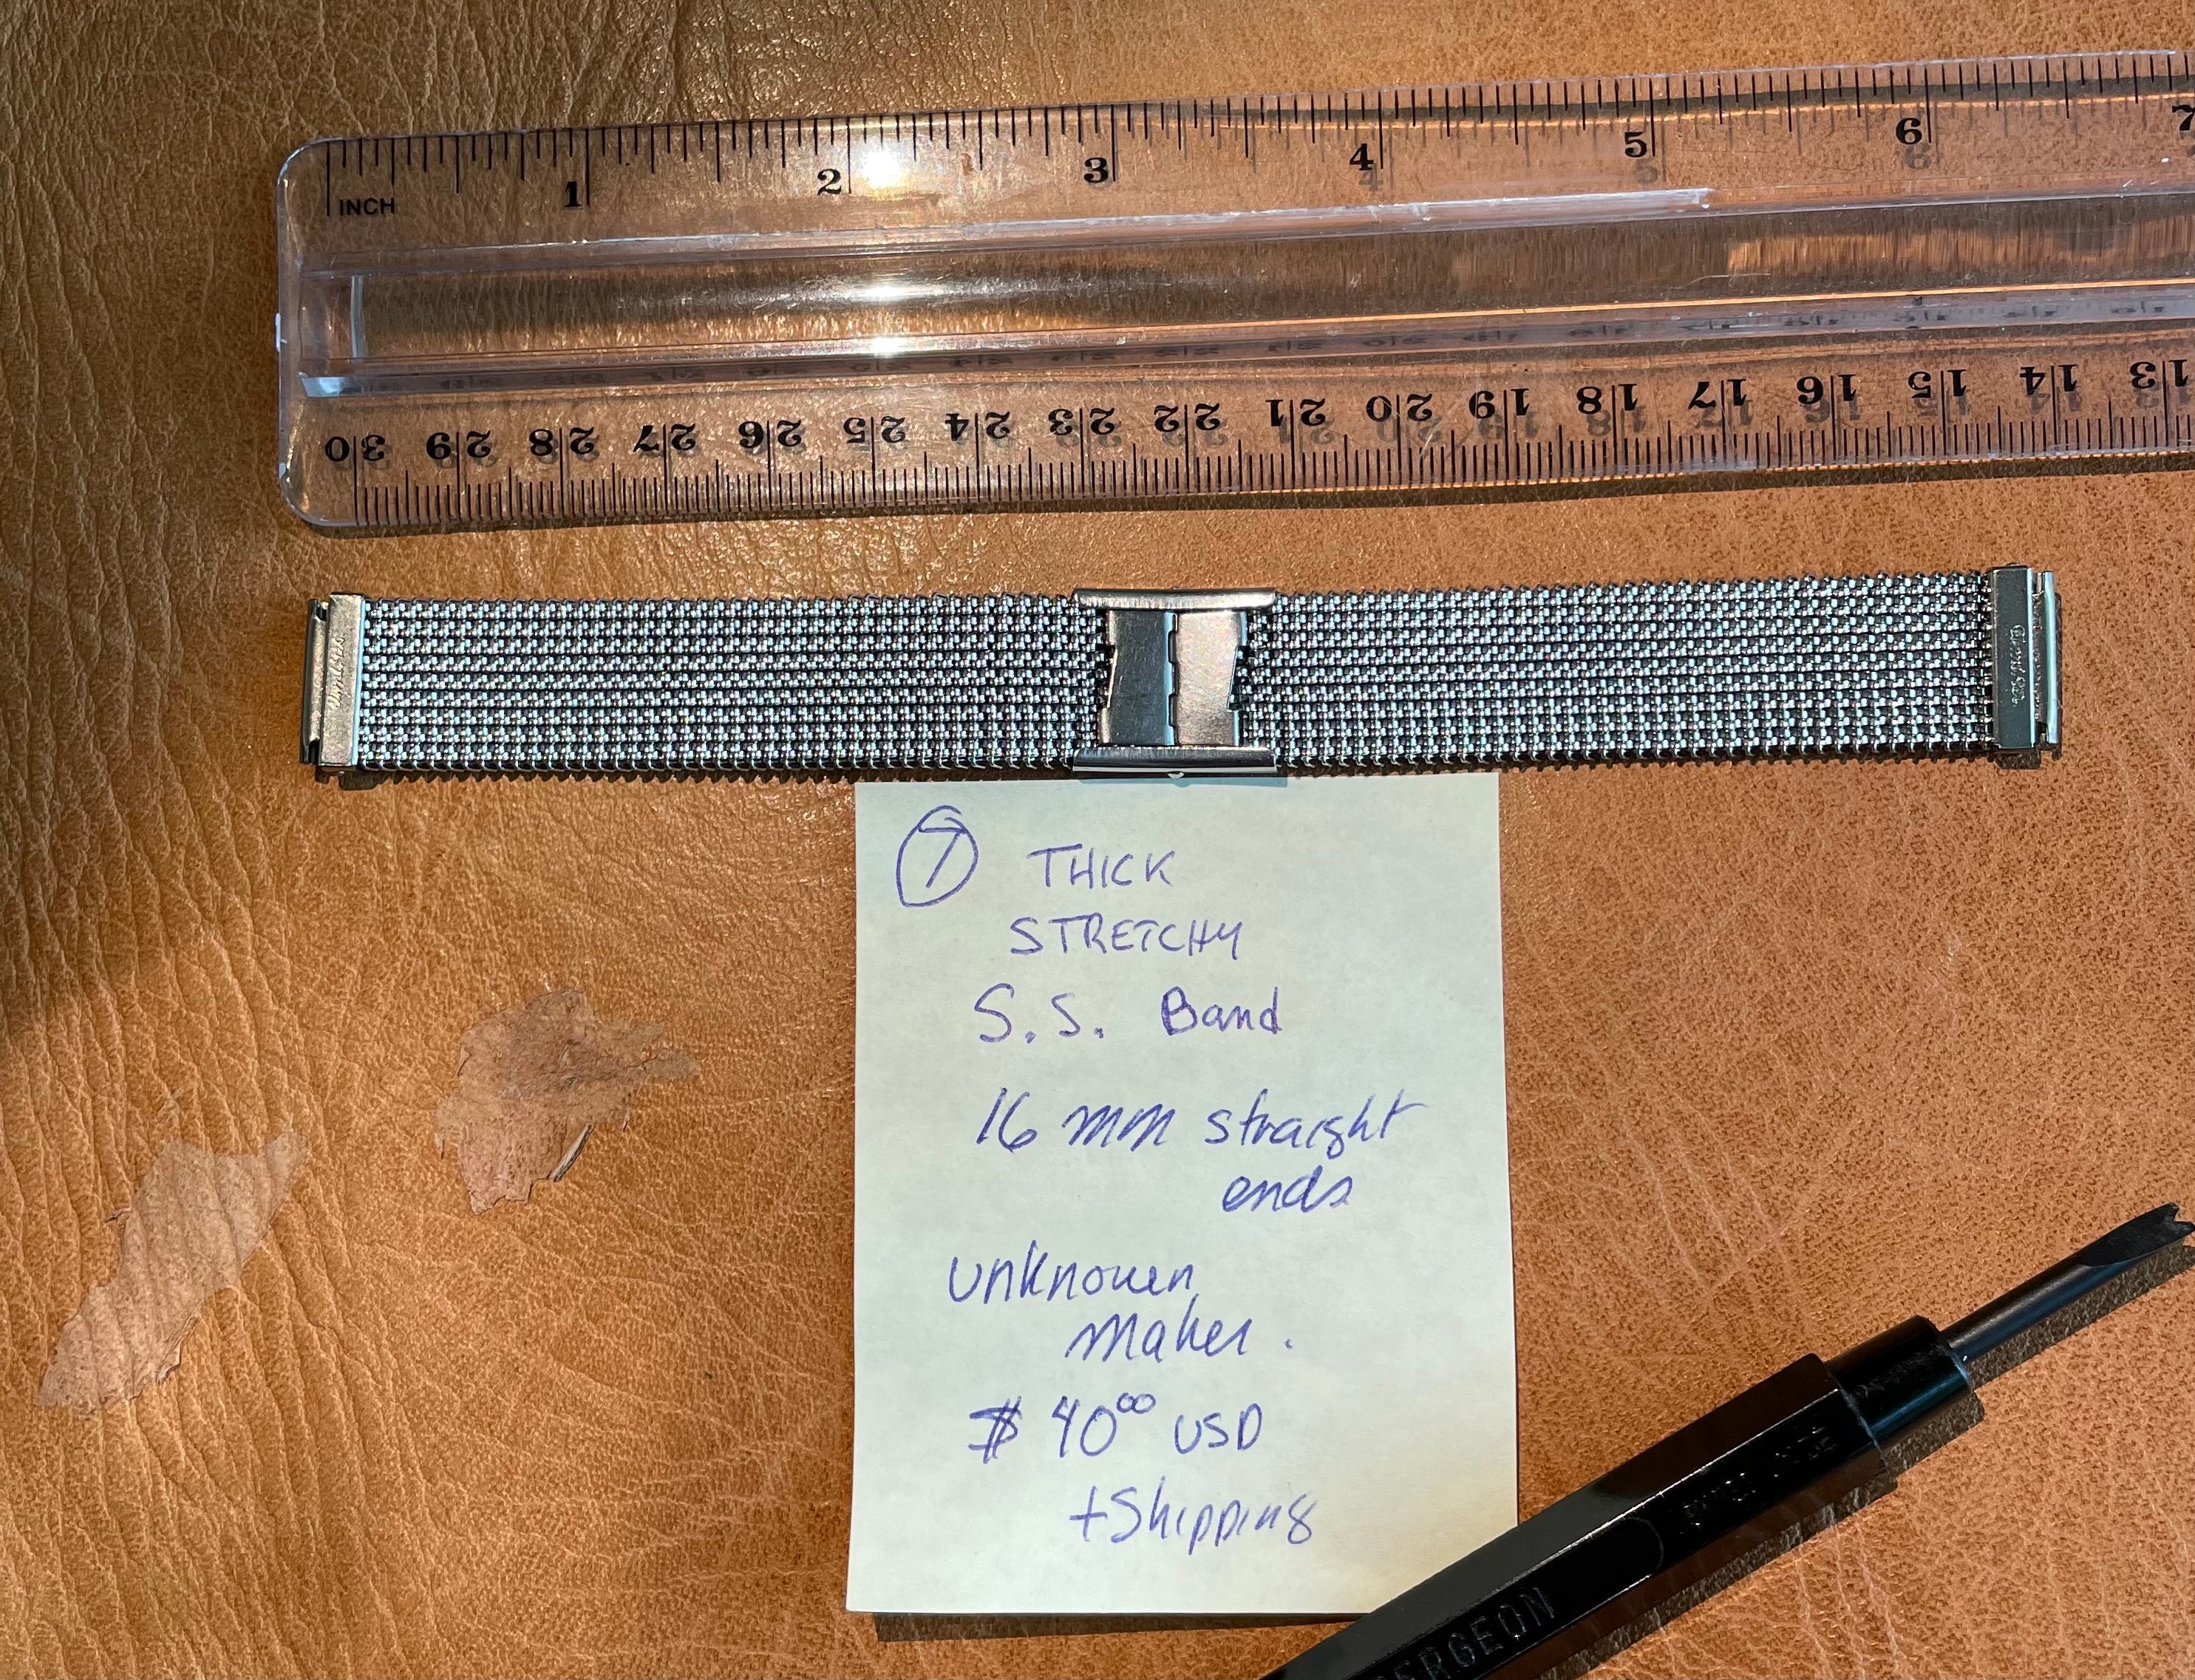 1 2 3 4 5 6 7
INCH
30 29 28 27 26 25 24 23 22 21 20 19 18 17 16 15 14 13
7 THICK
STRETCHY
S.S. Band
16 mm straight
ends
unknown
maker.
$ 40.00 USD
+Shipping
BERGEON